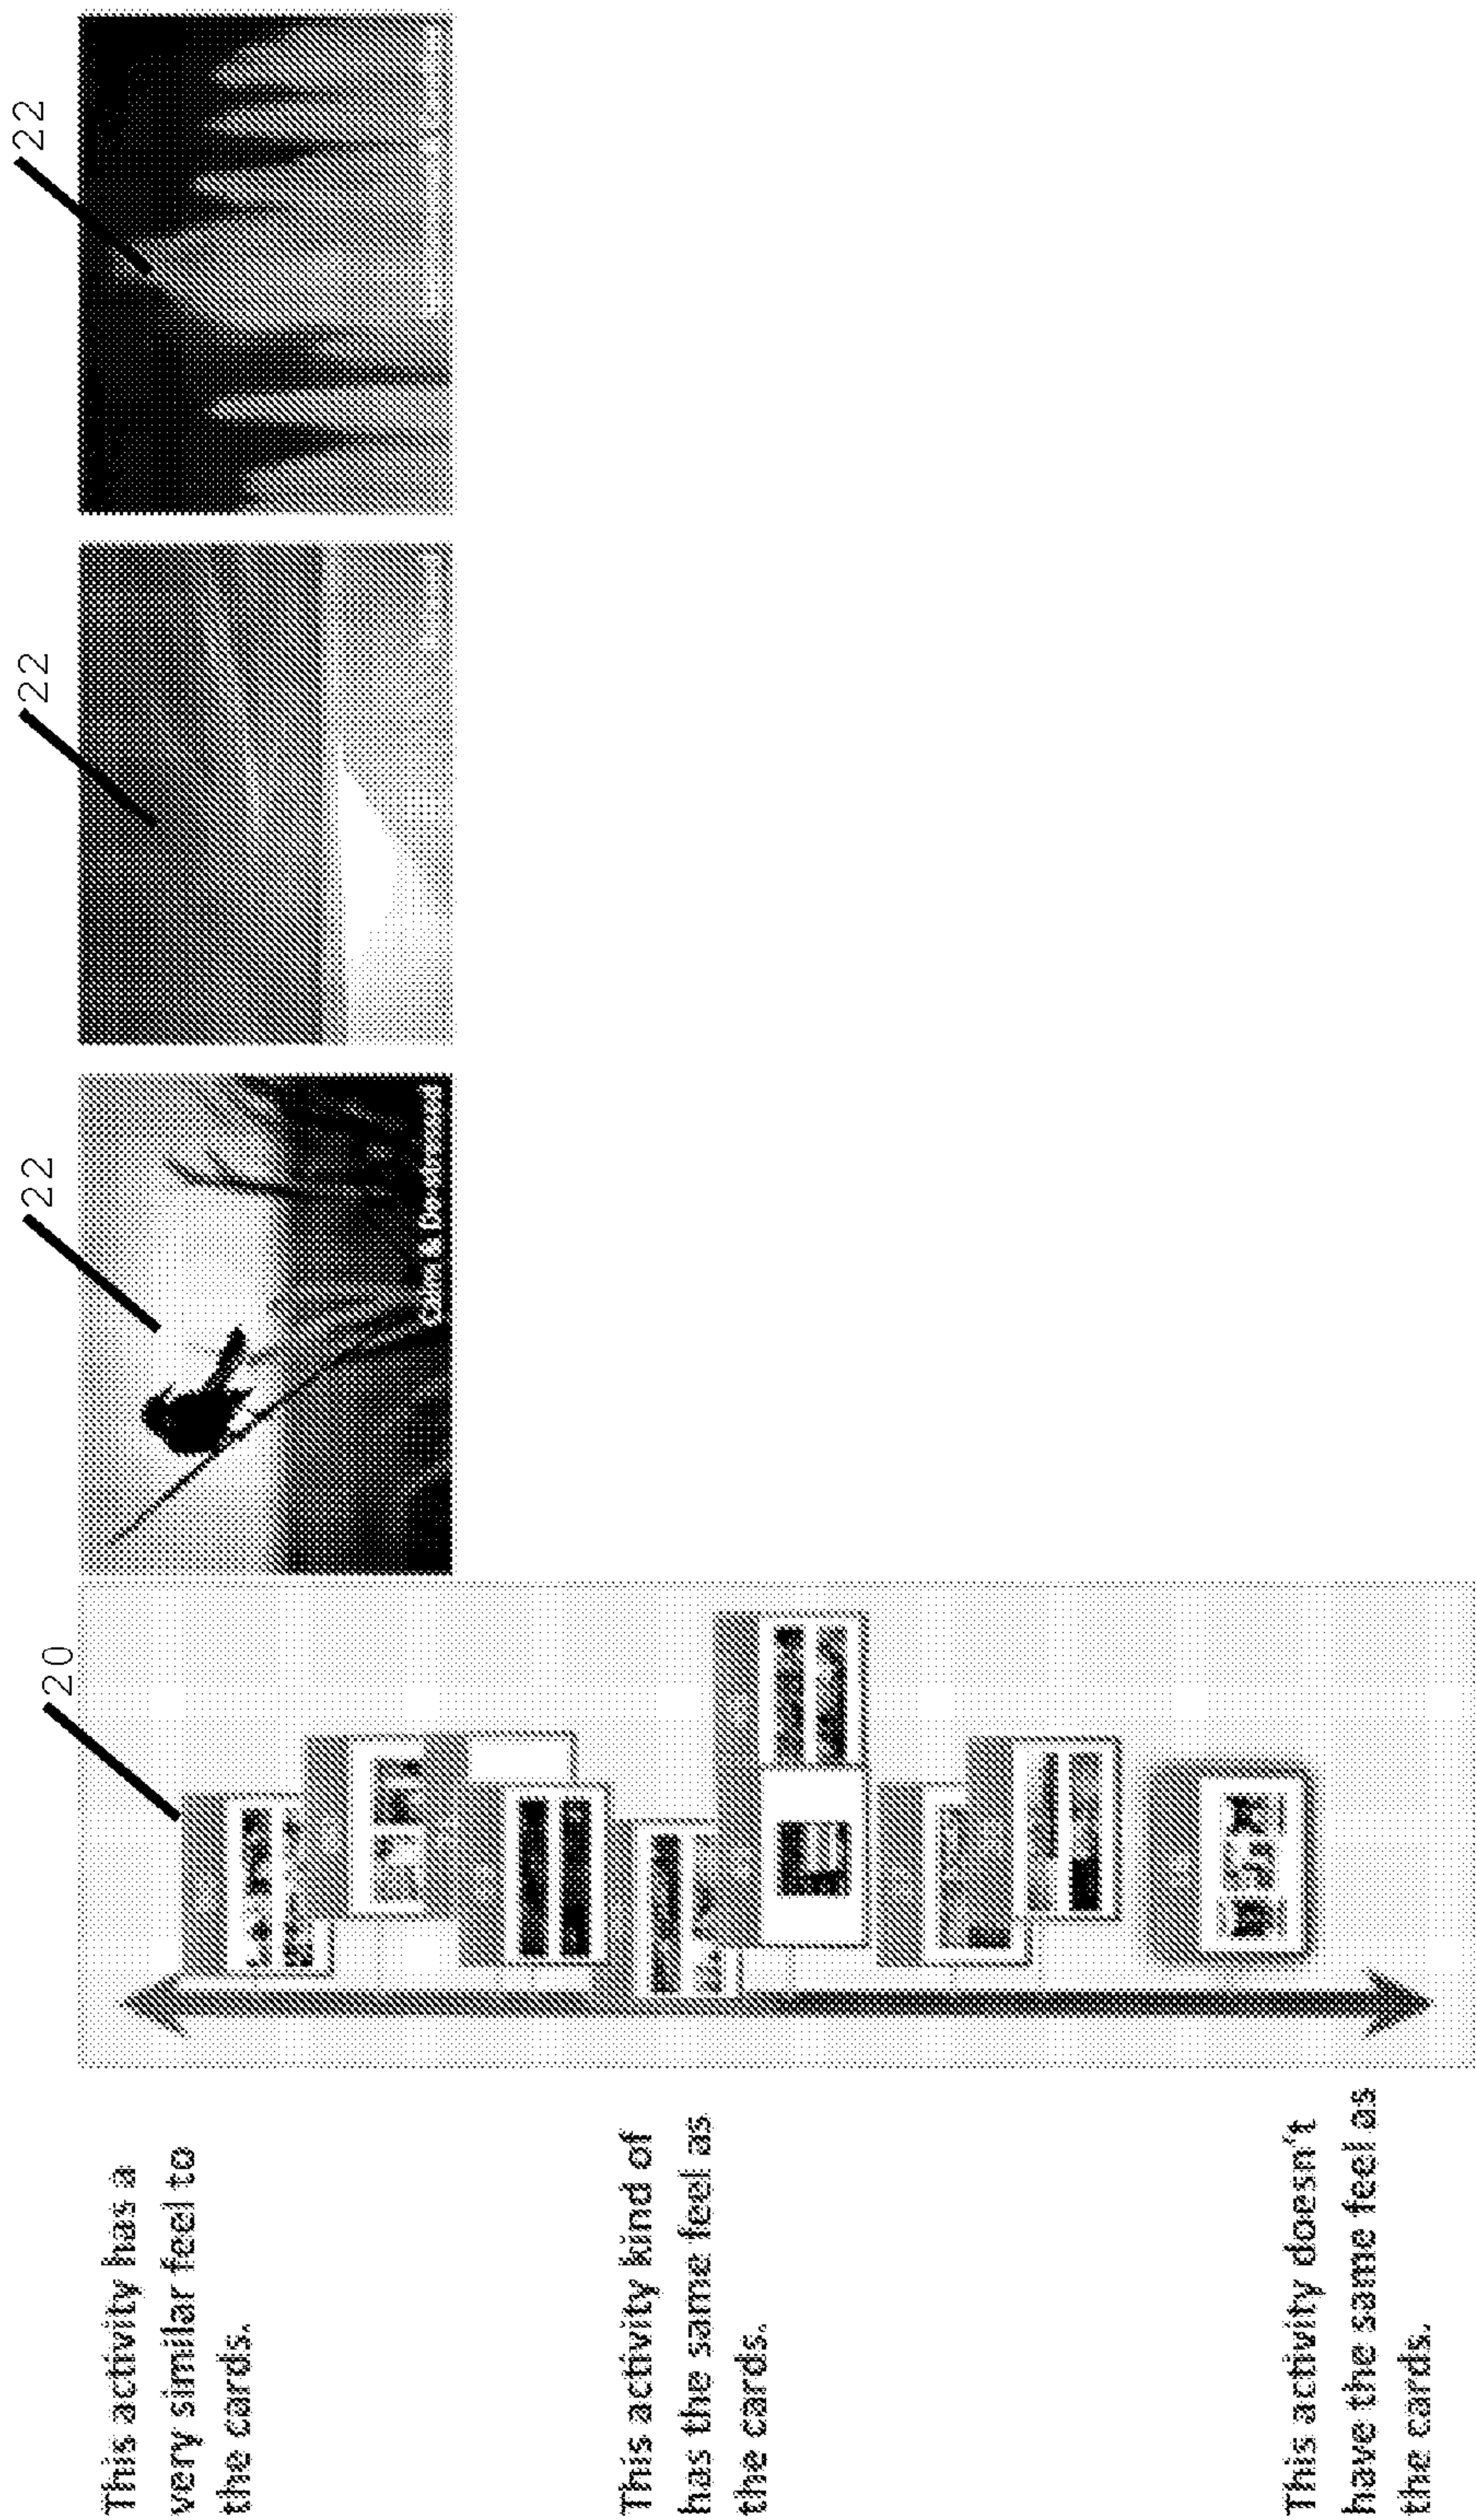 This activity has a
very similar feel to
the cards.
This activity kind of
has the same feel as
the cards.
This activity doesn't
have the same feel as
the cards.
20
22
22
22